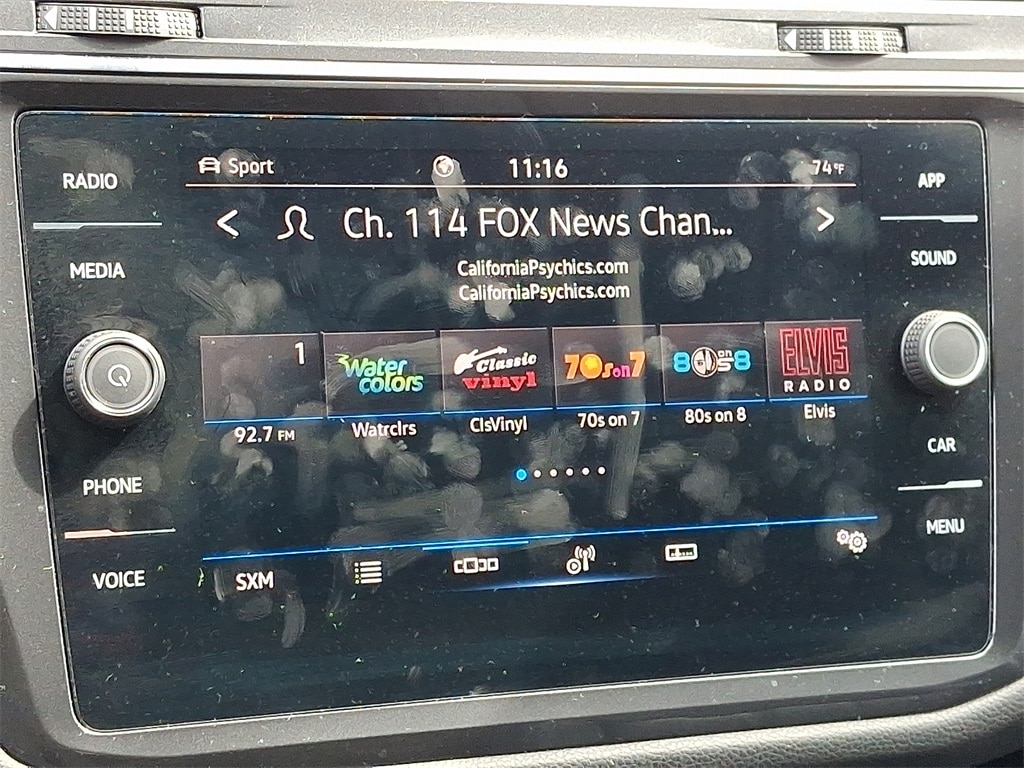 RADIO
MEDIA
PHONE
VOICE
Sport
11:16
74°F
< Ch. 114 FOX News Chan... >
CaliforniaPsychics.com
CaliforniaPsychics.com
1
92.7 FM
Water
colors
Watrclrs
Classic
vinyl
ClsVinyl
70s on 7
70s on 7
80s on 8
80s on 8
ELVIS
RADIO
Elvis
SXM
APP
SOUND
CAR
MENU